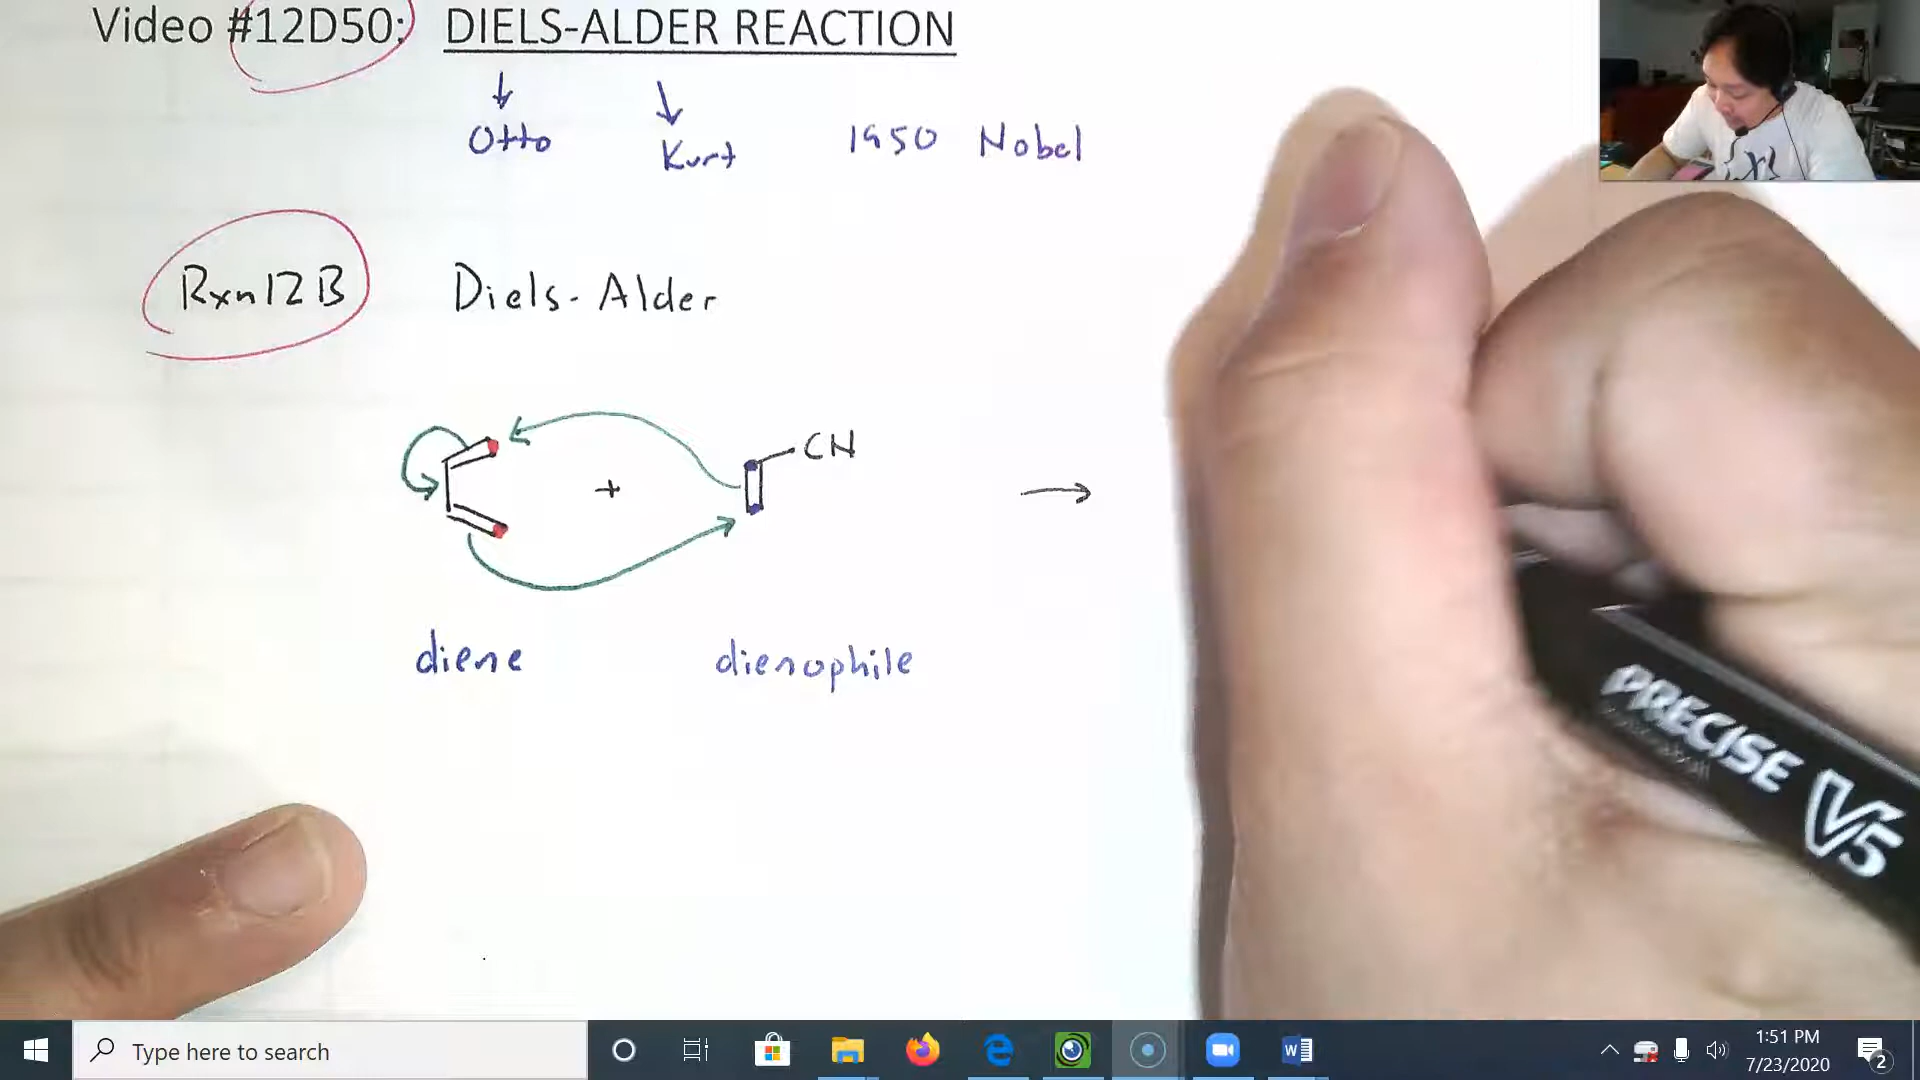 Video #12D50: DIELS-ALDER REACTION
Otto Kurt 1950 Nobel
Rxn12B Diels-Alder
CN
+
diene dienophile
PRECISE V5
Type here to search
1:51 PM
7/23/2020
2